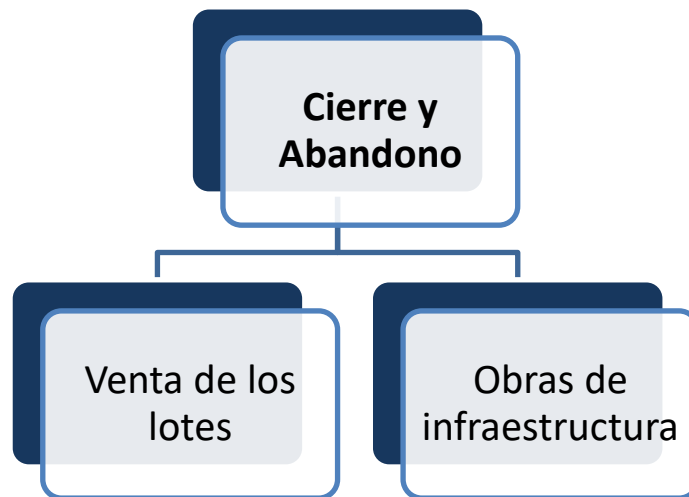 Cierre y
Abandono
Venta de los
lotes
Obras de
infraestructura